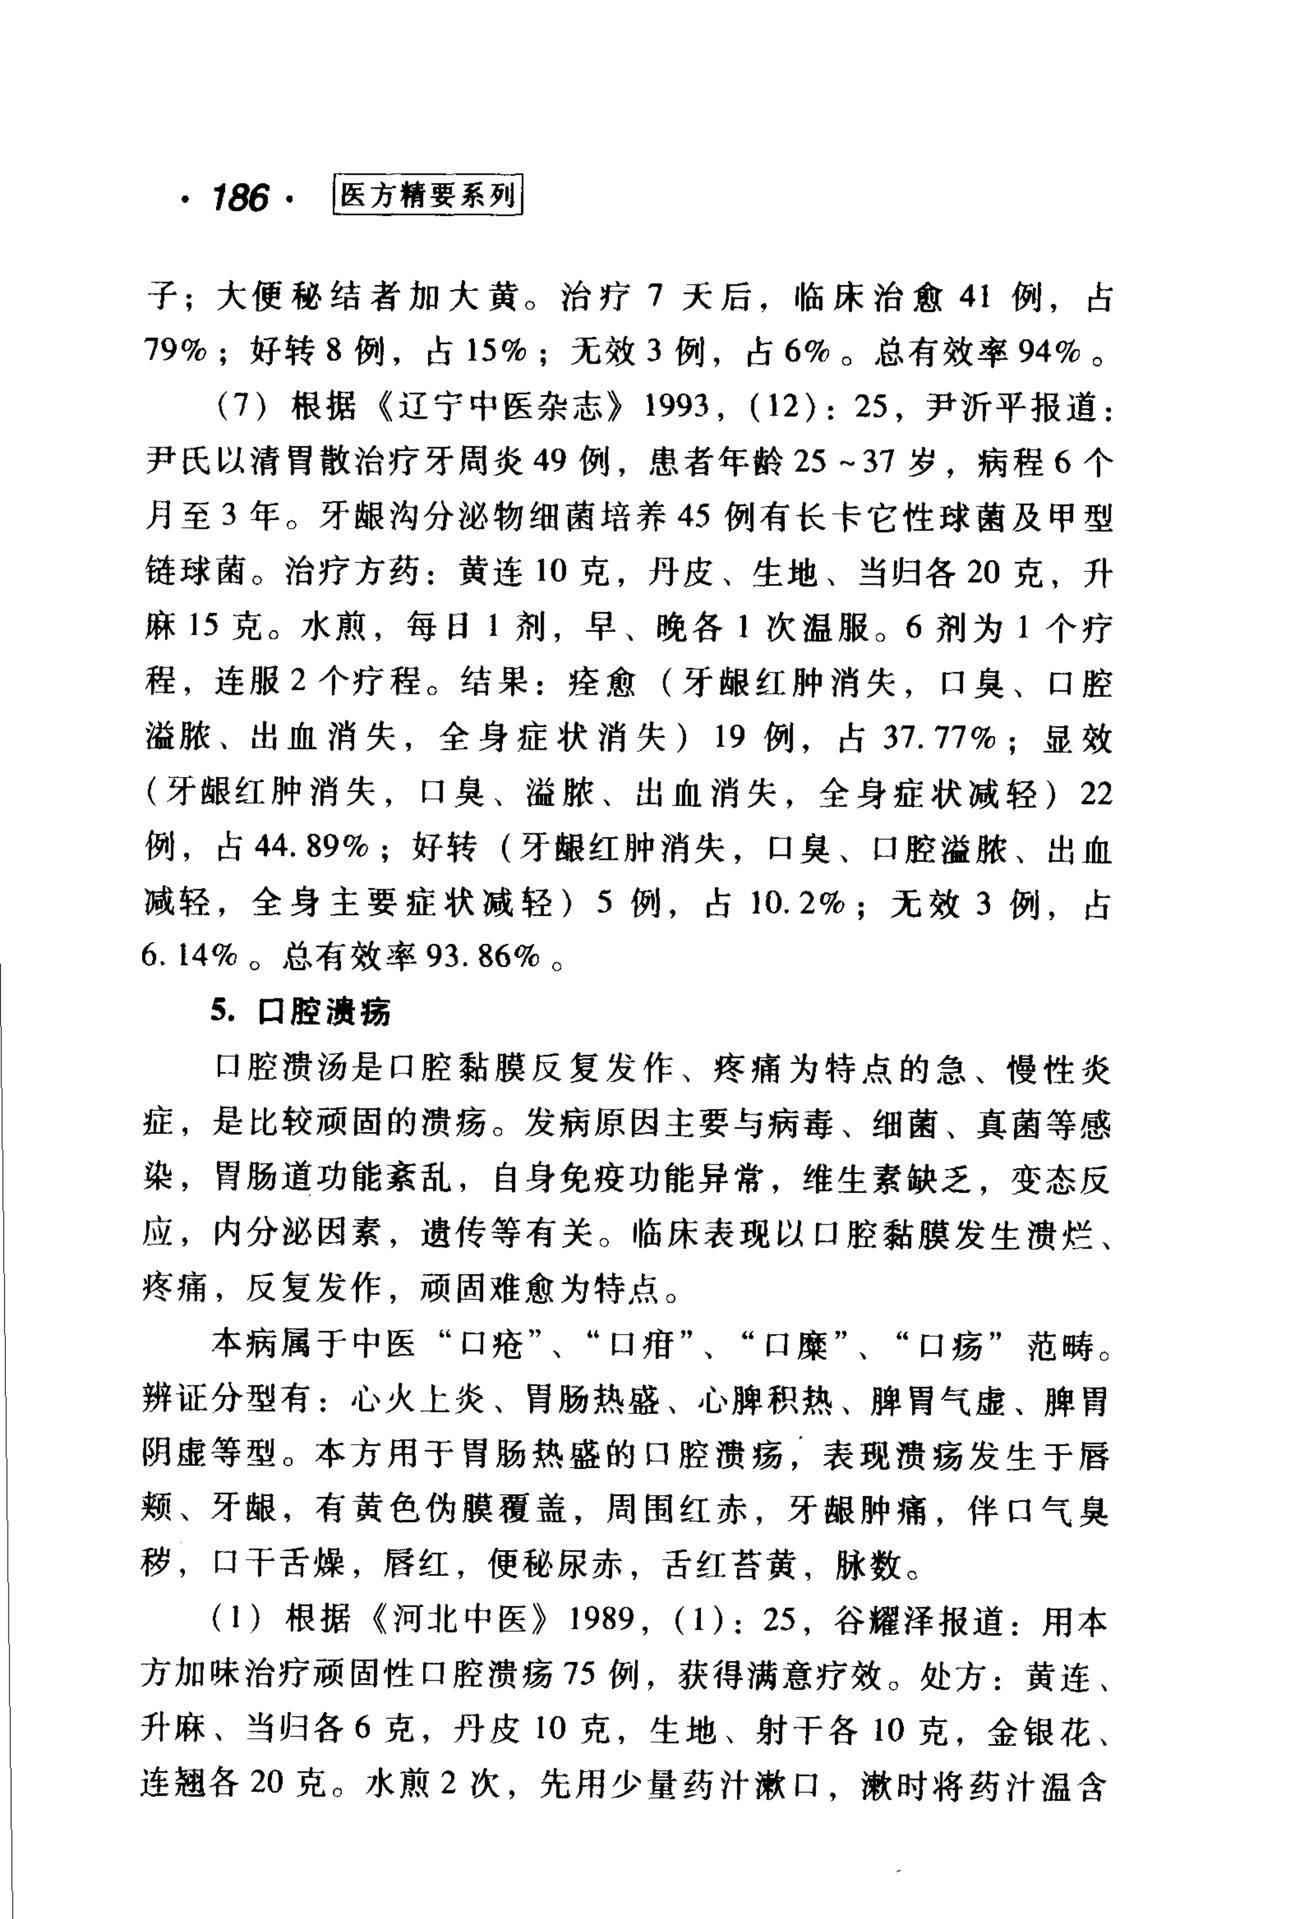 · 186 · 医方精要系列
子；大便秘结者加大黄。治疗 7 天后，临床治愈 41 例，占
79%；好转 8 例，占 15%；无效 3 例，占 6%。总有效率 94%。
(7) 根据《辽宁中医杂志》1993，(12)：25，尹沂平报道：
尹氏以清胃散治疗牙周炎 49 例，患者年龄 25 ~ 37 岁，病程 6 个
月至 3 年。牙龈沟分泌物细菌培养 45 例有长卡它性球菌及甲型
链球菌。治疗方药：黄连 10 克，丹皮、生地、当归各 20 克，升
麻 15 克。水煎，每日 1 剂，早、晚各 1 次温服。6 剂为 1 个疗
程，连服 2 个疗程。结果：痊愈（牙龈红肿消失，口臭、口腔
溢脓、出血消失，全身症状消失）19 例，占 37.77%；显效
（牙龈红肿消失，口臭、溢脓、出血消失，全身症状减轻）22
例，占 44.89%；好转（牙龈红肿消失，口臭、口腔溢脓、出血
减轻，全身主要症状减轻）5 例，占 10.2%；无效 3 例，占
6.14%。总有效率 93.86%。
5. 口腔溃疡
口腔溃汤是口腔黏膜反复发作、疼痛为特点的急、慢性炎
症，是比较顽固的溃疡。发病原因主要与病毒、细菌、真菌等感
染，胃肠道功能紊乱，自身免疫功能异常，维生素缺乏，变态反
应，内分泌因素，遗传等有关。临床表现以口腔黏膜发生溃烂、
疼痛，反复发作，顽固难愈为特点。
本病属于中医“口疮”、“口疳”、“口糜”、“口疡”范畴。
辨证分型有：心火上炎、胃肠热盛、心脾积热、脾胃气虚、脾胃
阴虚等型。本方用于胃肠热盛的口腔溃疡，表现溃疡发生于唇
颊、牙龈，有黄色伪膜覆盖，周围红赤，牙龈肿痛，伴口气臭
秽，口干舌燥，唇红，便秘尿赤，舌红苔黄，脉数。
(1) 根据《河北中医》1989，(1)：25，谷耀泽报道：用本
方加味治疗顽固性口腔溃疡 75 例，获得满意疗效。处方：黄连、
升麻、当归各 6 克，丹皮 10 克，生地、射干各 10 克，金银花、
连翘各 20 克。水煎 2 次，先用少量药汁漱口，漱时将药汁温含